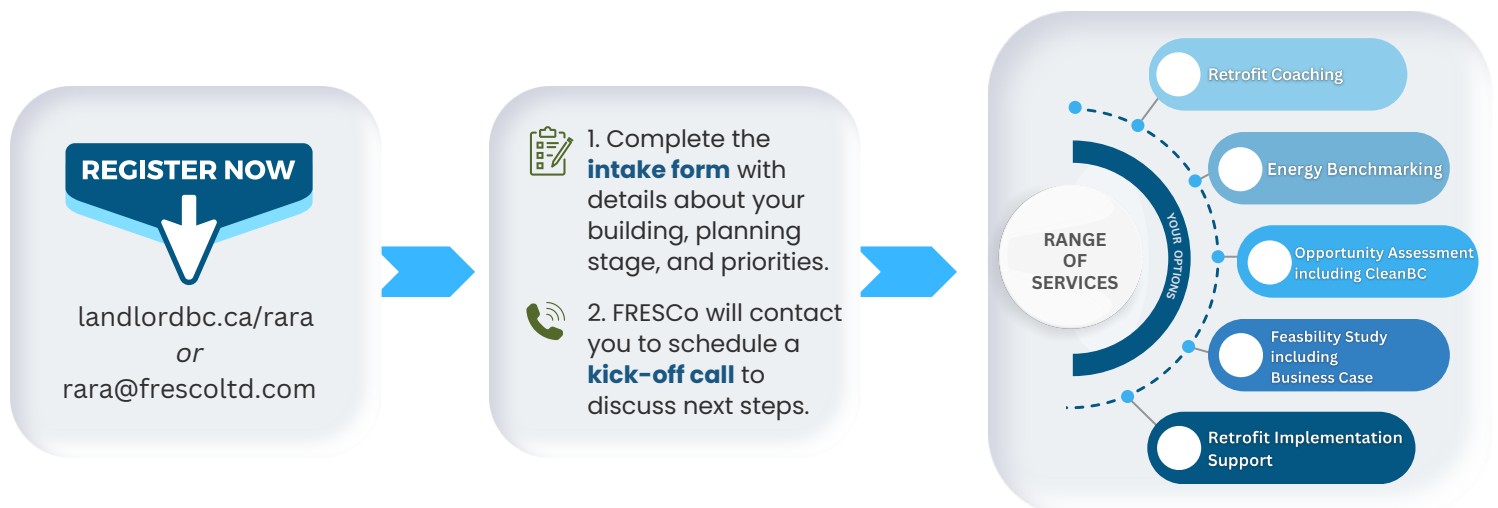 REGISTER NOW
landlordbc.ca/rara
or
rara@frescoltd.com
1. Complete the
intake form with
details about your
building, planning
stage, and priorities.
2. FRESCo will contact
you to schedule a
kick-off call to
discuss next steps.
RANGE
OF
SERVICES
YOUR OPTIONS
Retrofit Coaching
Energy Benchmarking
Opportunity Assessment
including CleanBC
Feasbility Study
including
Business Case
Retrofit Implementation
Support